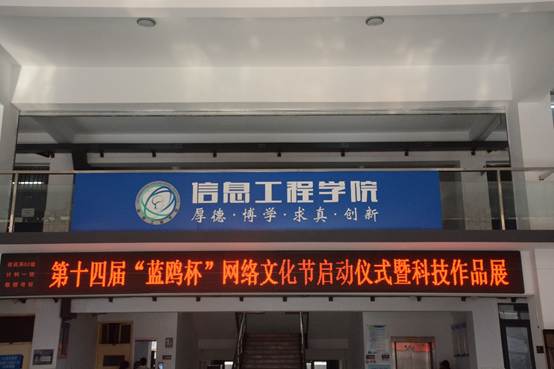 信息工程学院
厚德·博学·求真·创新
第十四届“蓝鸥杯”网络文化节启动仪式暨科技作品展